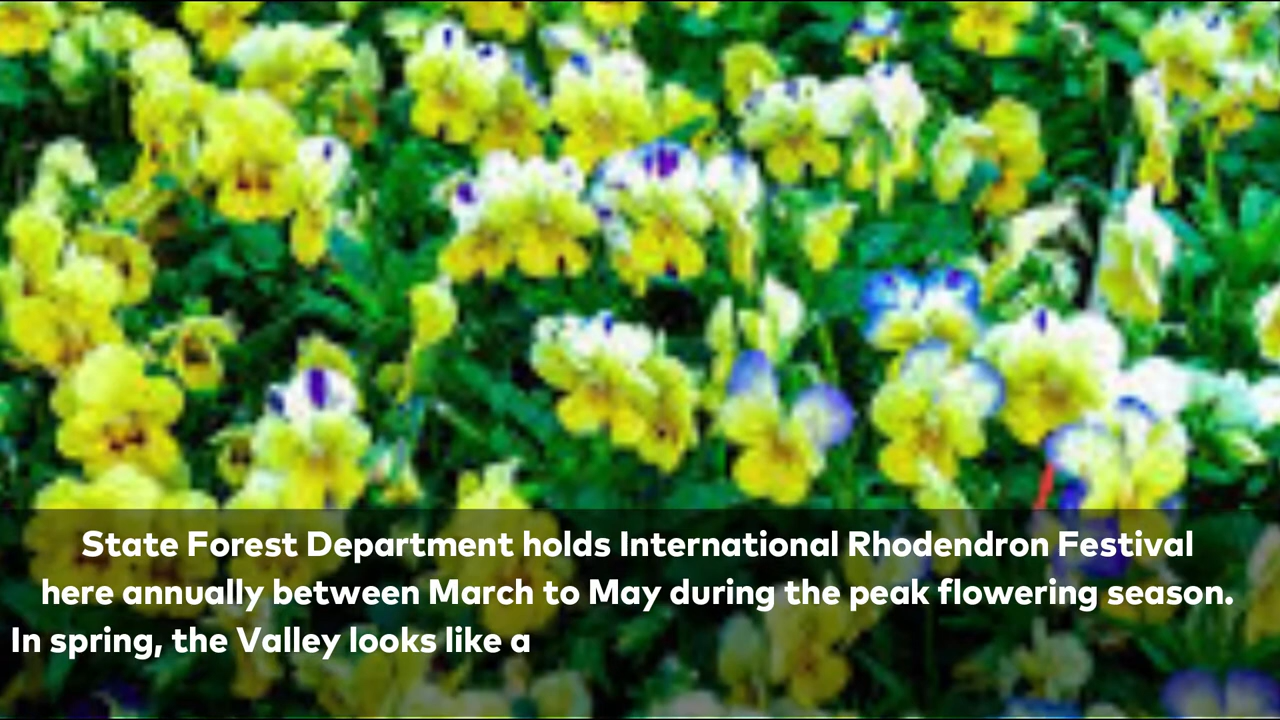 State Forest Department holds International Rhodendron Festival
here annually between March to May during the peak flowering season.
In spring, the Valley looks like a